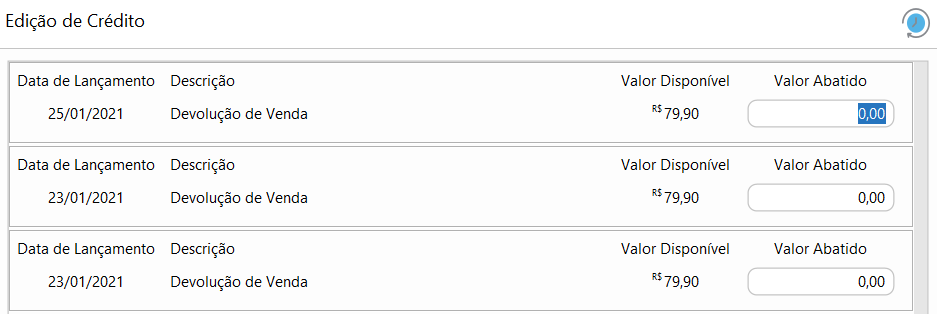 Edição de Crédito
Data de Lançamento Descrição Valor Disponível Valor Abatido
25/01/2021 Devolução de Venda R$ 79,90 0,00
Data de Lançamento Descrição Valor Disponível Valor Abatido
23/01/2021 Devolução de Venda R$ 79,90 0,00
Data de Lançamento Descrição Valor Disponível Valor Abatido
23/01/2021 Devolução de Venda R$ 79,90 0,00